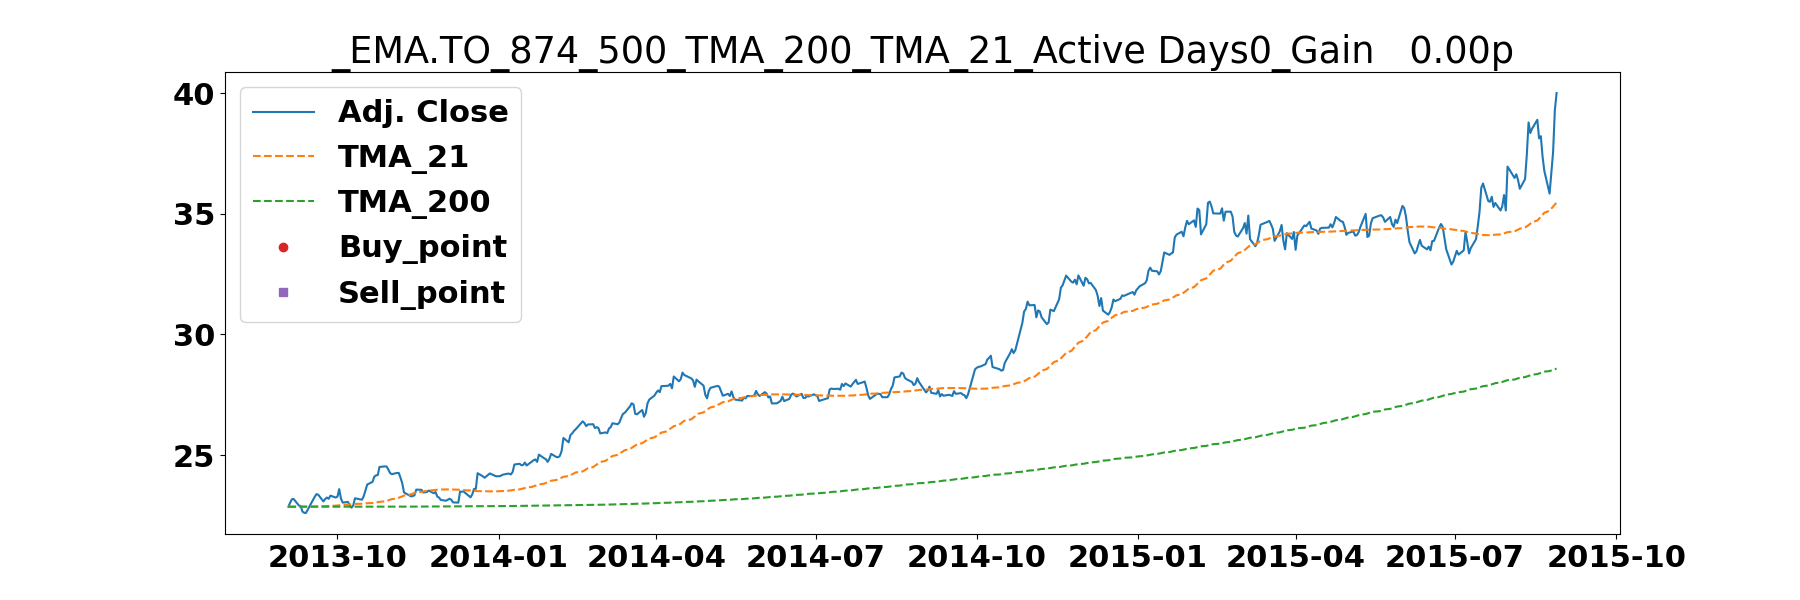 _EMA.TO_874_500_TMA_200_TMA_21_Active Days0_Gain   0.00p
40
35
30
25
Adj. Close
TMA_21
TMA_200
Buy_point
Sell_point
2013-10 2014-01 2014-04 2014-07 2014-10 2015-01 2015-04 2015-07 2015-10